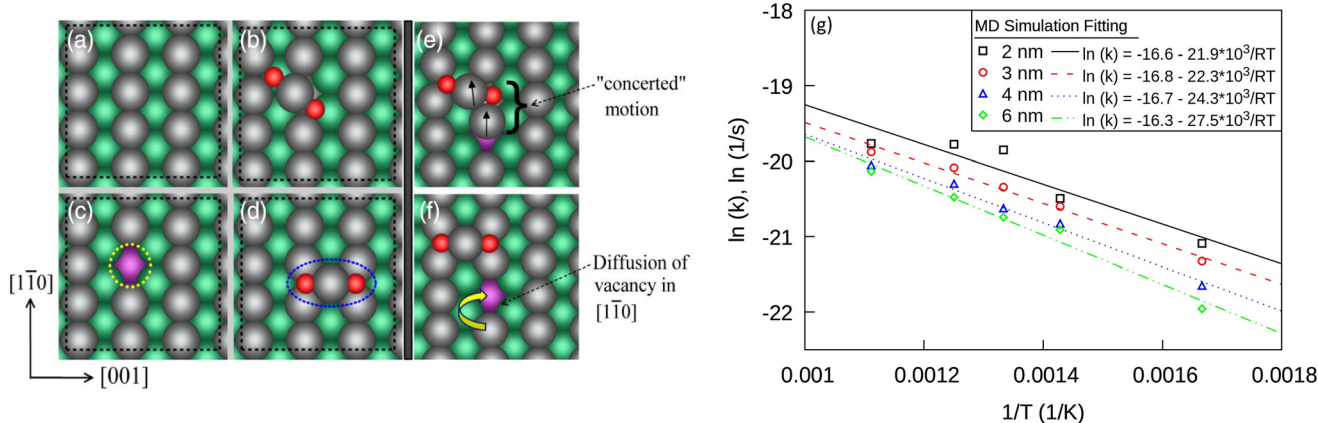 (a)
(b)
(e)
"concerted"
motion
(c)
(d)
(f)
Diffusion of
vacancy in
[11̅0]
[11̅0]
[001]
(g)
MD Simulation Fitting
2 nm ln (k) = -16.6 - 21.9*10³/RT
3 nm ln (k) = -16.8 - 22.3*10³/RT
4 nm ln (k) = -16.7 - 24.3*10³/RT
6 nm ln (k) = -16.3 - 27.5*10³/RT
ln (k), ln (1/s)
-18
-19
-20
-21
-22
0.001 0.0012 0.0014 0.0016 0.0018
1/T (1/K)